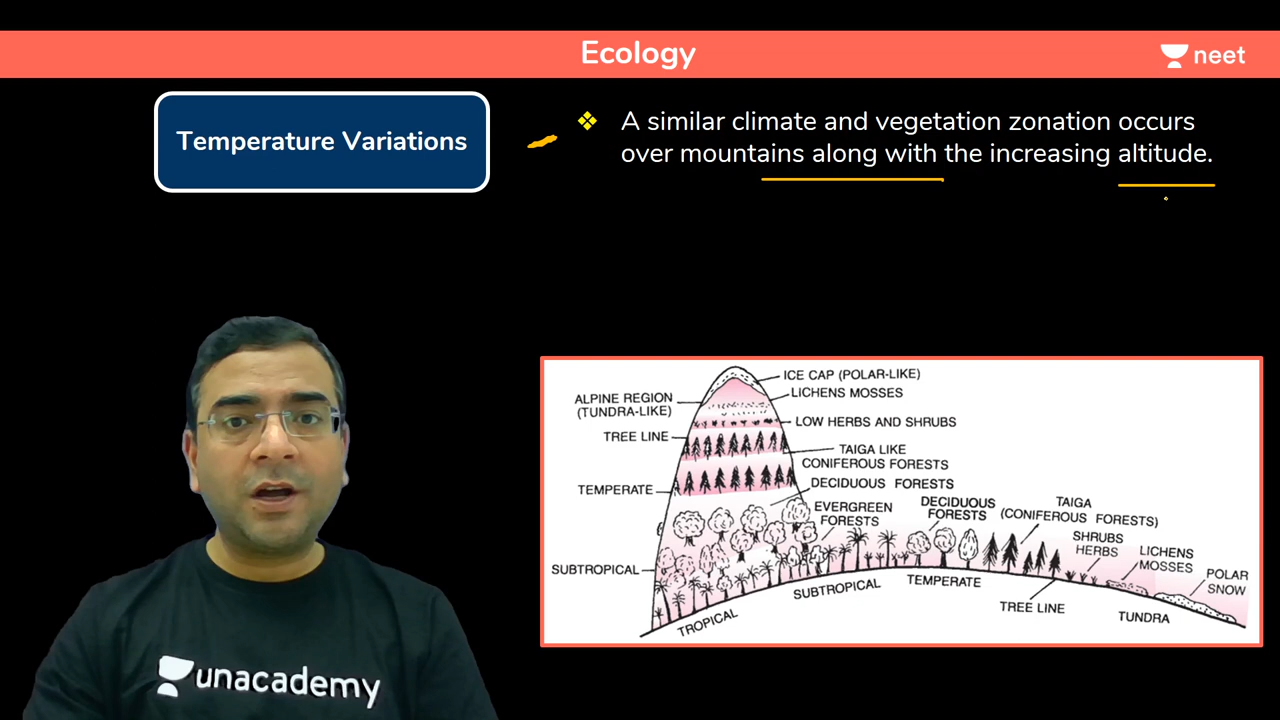 Ecology
neet
Temperature Variations
A similar climate and vegetation zonation occurs
over mountains along with the increasing altitude.
ICE CAP (POLAR-LIKE)
LICHENS MOSSES
ALPINE REGION
(TUNDRA-LIKE)
LOW HERBS AND SHRUBS
TREE LINE
TAIGA LIKE
CONIFEROUS FORESTS
DECIDUOUS FORESTS
TEMPERATE
EVERGREEN
FORESTS
DECIDUOUS
FORESTS
TAIGA
(CONIFEROUS FORESTS)
SHRUBS
HERBS
LICHENS
MOSSES
POLAR
SNOW
SUBTROPICAL
TROPICAL
SUBTROPICAL
TEMPERATE
TREE LINE
TUNDRA
unacademy